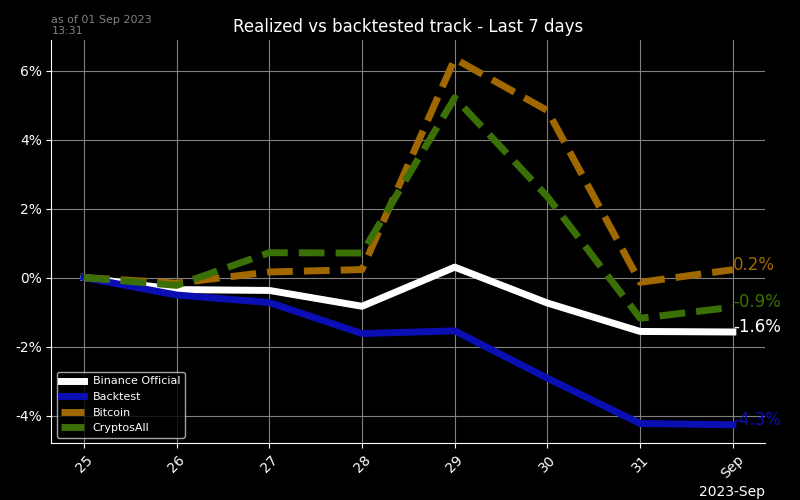 as of 01 Sep 2023
13:31
Realized vs backtested track - Last 7 days
6%
4%
2%
0%
-2%
-4%
0.2%
-0.9%
-1.6%
-4.3%
Binance Official
Backtest
Bitcoin
CryptosAll
25
26
27
28
29
30
31
Sep
2023-Sep